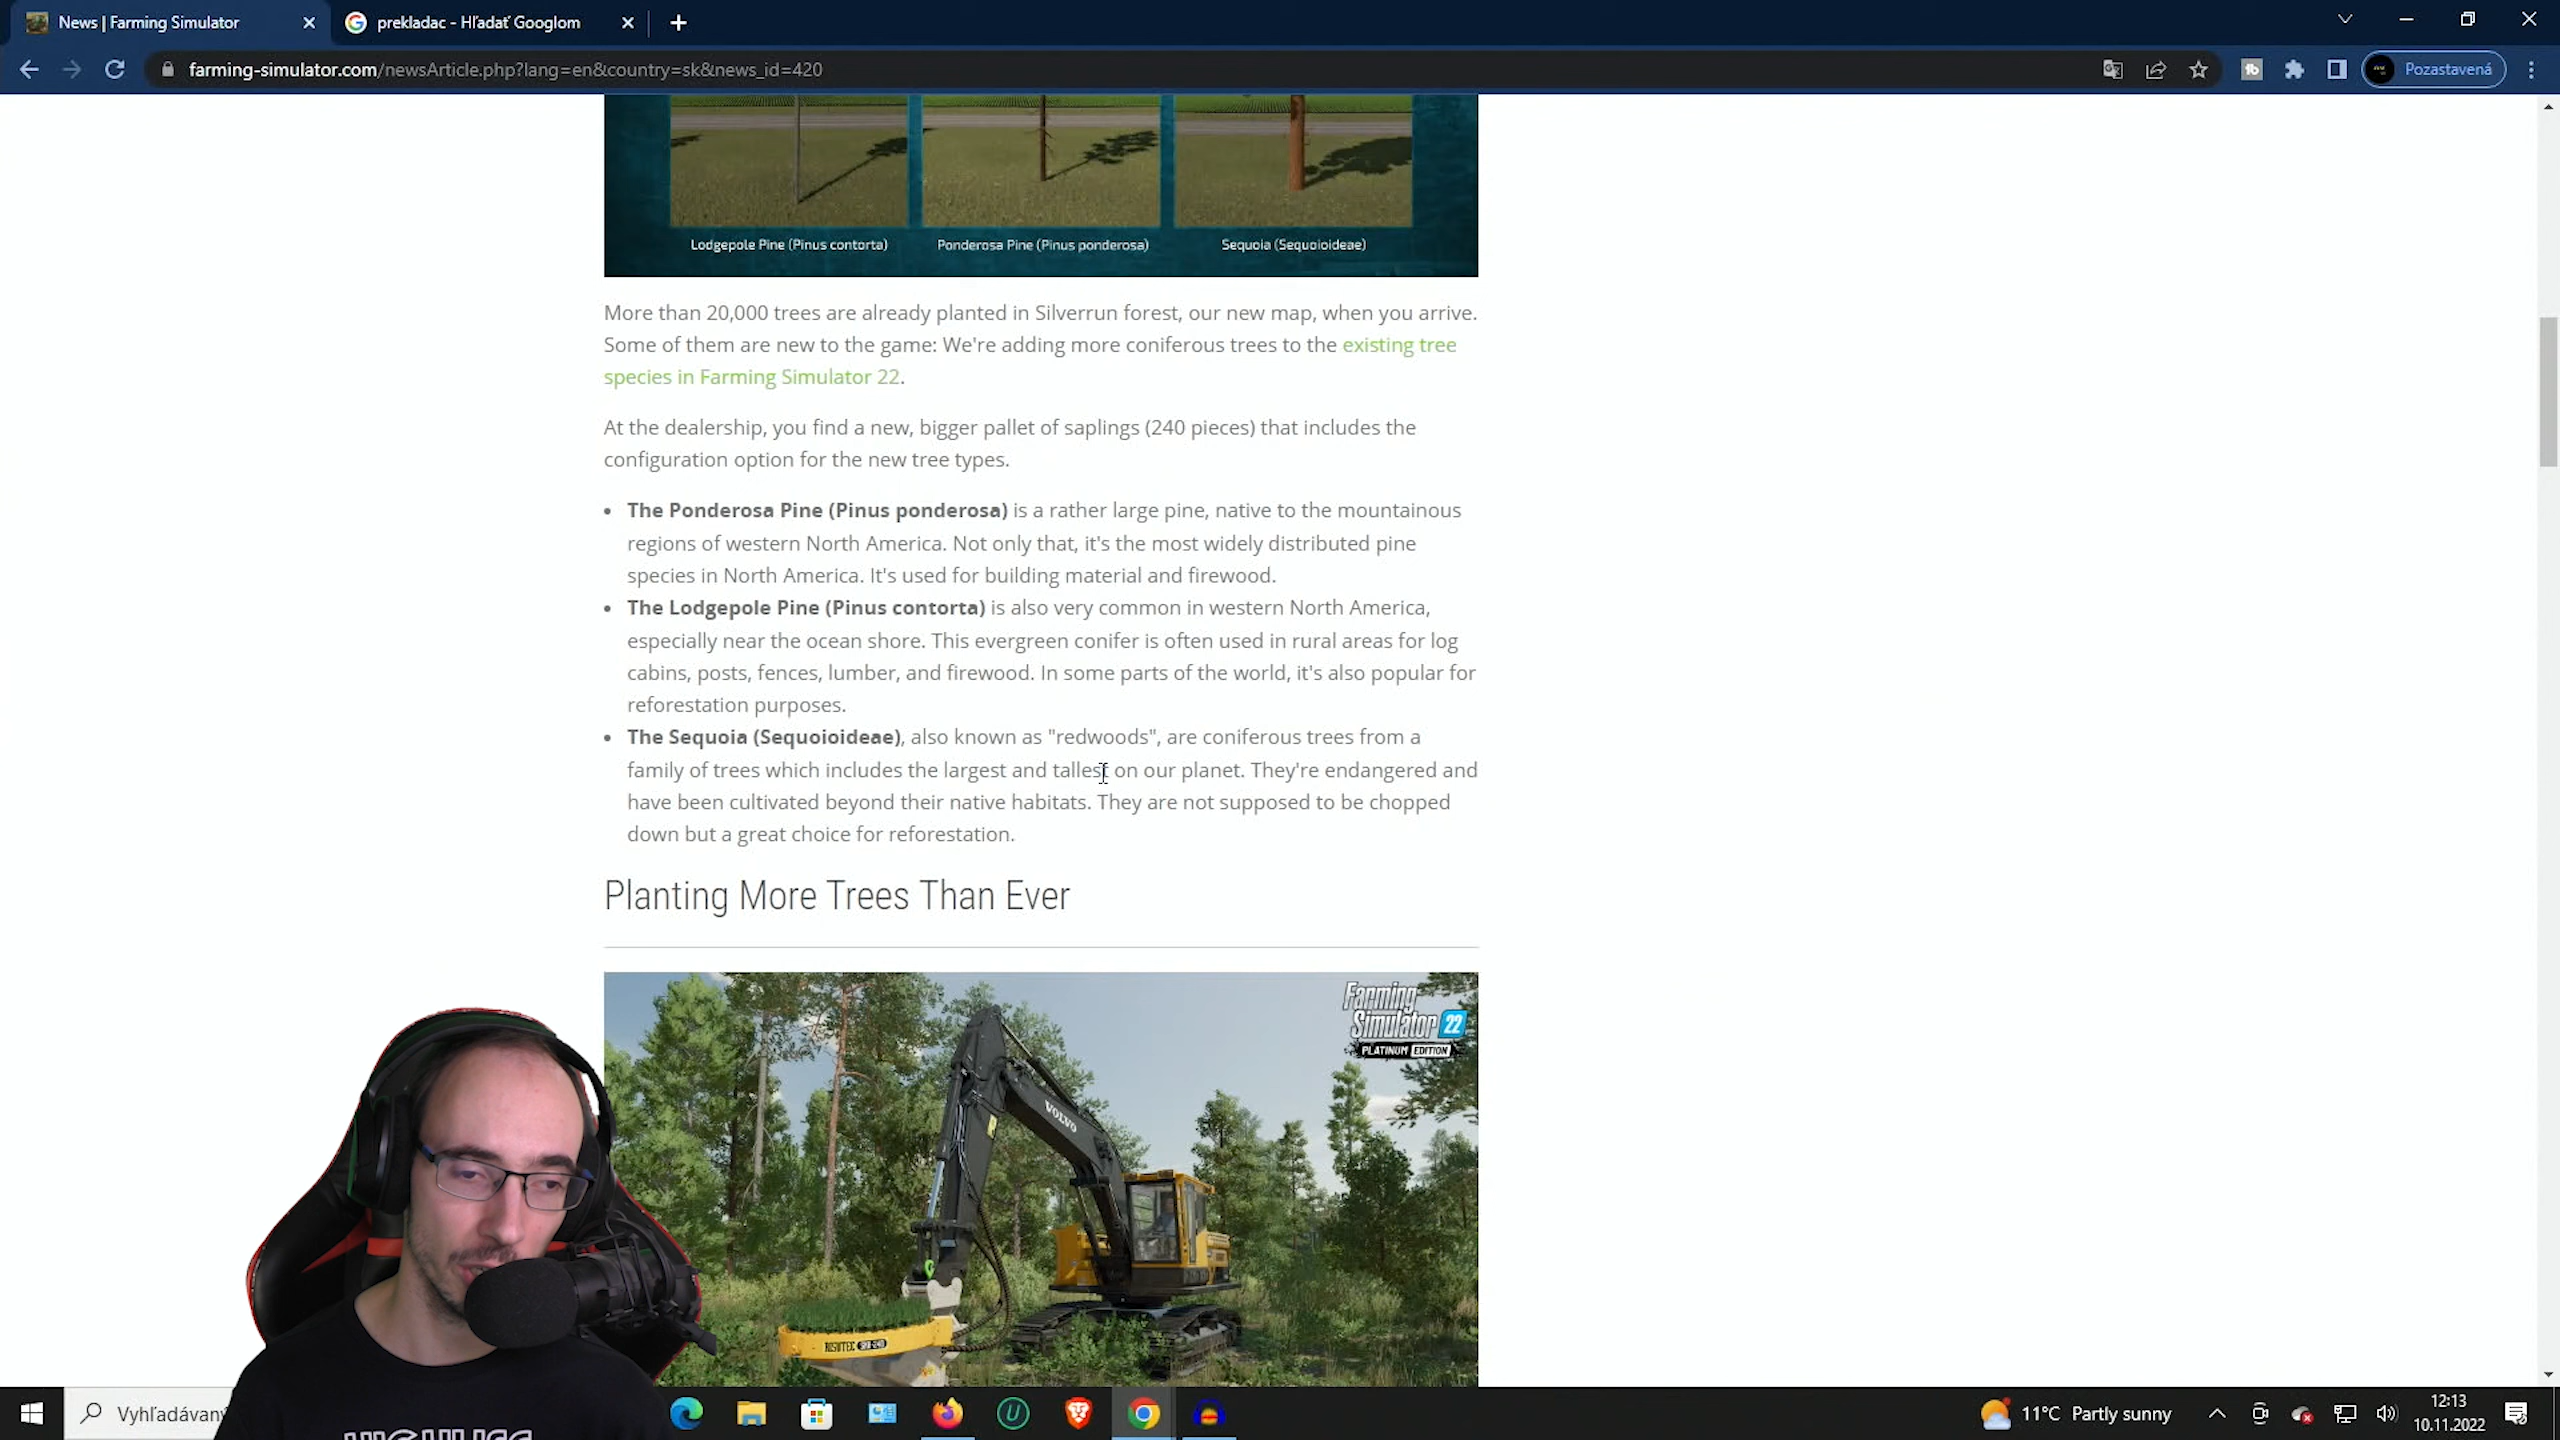 News | Farming Simulator
prekladac - Hľadať Googlom
farming-simulator.com/newsArticle.php?lang=en&country=sk&news_id=420
Pozastavená
Lodgepole Pine (Pinus contorta)
Ponderosa Pine (Pinus ponderosa)
Sequoia (Sequoioideae)
More than 20,000 trees are already planted in Silverrun forest, our new map, when you arrive.
Some of them are new to the game: We're adding more coniferous trees to the existing tree
species in Farming Simulator 22.
At the dealership, you find a new, bigger pallet of saplings (240 pieces) that includes the
configuration option for the new tree types.
• The Ponderosa Pine (Pinus ponderosa) is a rather large pine, native to the mountainous
regions of western North America. Not only that, it's the most widely distributed pine
species in North America. It's used for building material and firewood.
• The Lodgepole Pine (Pinus contorta) is also very common in western North America,
especially near the ocean shore. This evergreen conifer is often used in rural areas for log
cabins, posts, fences, lumber, and firewood. In some parts of the world, it's also popular for
reforestation purposes.
• The Sequoia (Sequoioideae), also known as "redwoods", are coniferous trees from a
family of trees which includes the largest and tallest on our planet. They're endangered and
have been cultivated beyond their native habitats. They are not supposed to be chopped
down but a great choice for reforestation.
Planting More Trees Than Ever
Farming
Simulator 22
PLATINUM EDITION
VOLVO
RISUTEC
Vyhľadávaní
11°C Partly sunny
12:13
10.11.2022